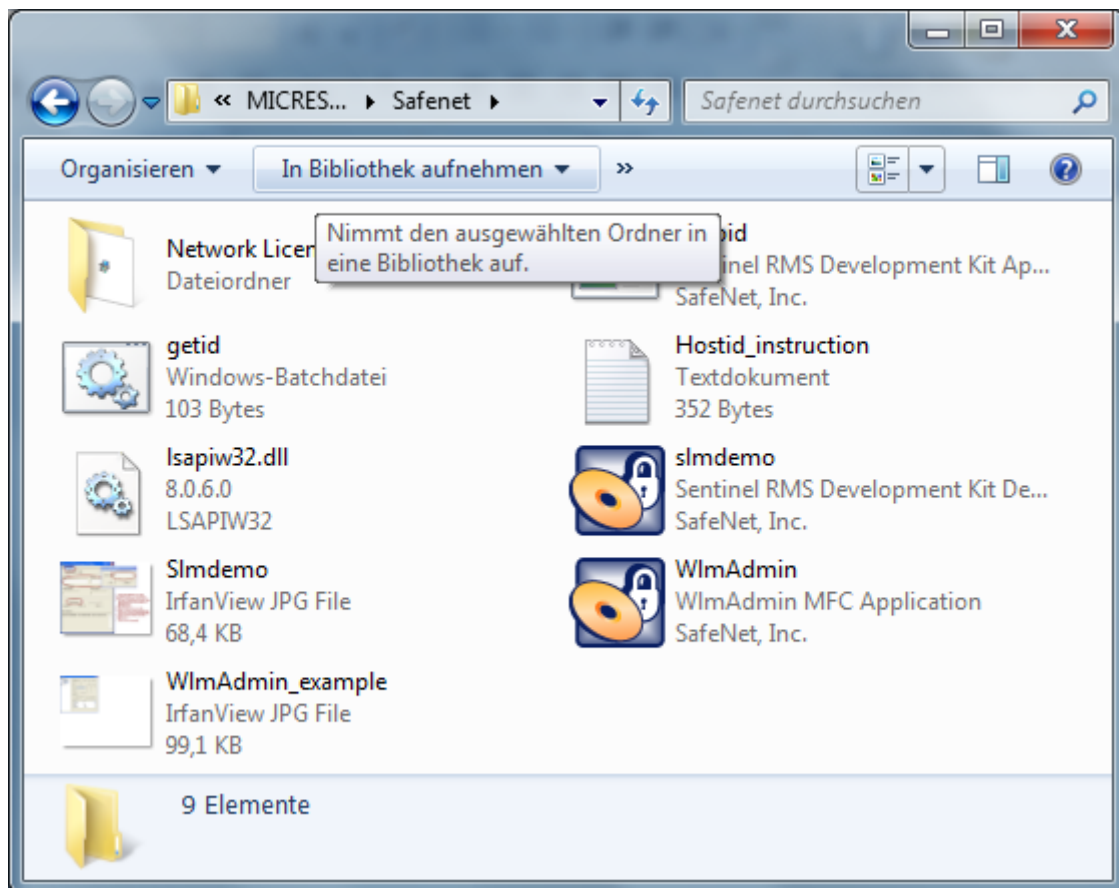 « MICRES... ▸ Safenet ▸
Safenet durchsuchen
Organisieren
In Bibliothek aufnehmen
»
Nimmt den ausgewählten Ordner in
eine Bibliothek auf.
Network
Dateiordner
RMS Development Kit Ap...
SafeNet, Inc.
getid
Windows-Batchdatei
103 Bytes
Hostid_instruction
Textdokument
352 Bytes
lsapiw32.dll
8.0.6.0
LSAPIW32
slmdemo
Sentinel RMS Development Kit De...
SafeNet, Inc.
Slmdemo
IrfanView JPG File
68,4 KB
WlmAdmin
WlmAdmin MFC Application
SafeNet, Inc.
WlmAdmin_example
IrfanView JPG File
99,1 KB
9 Elemente